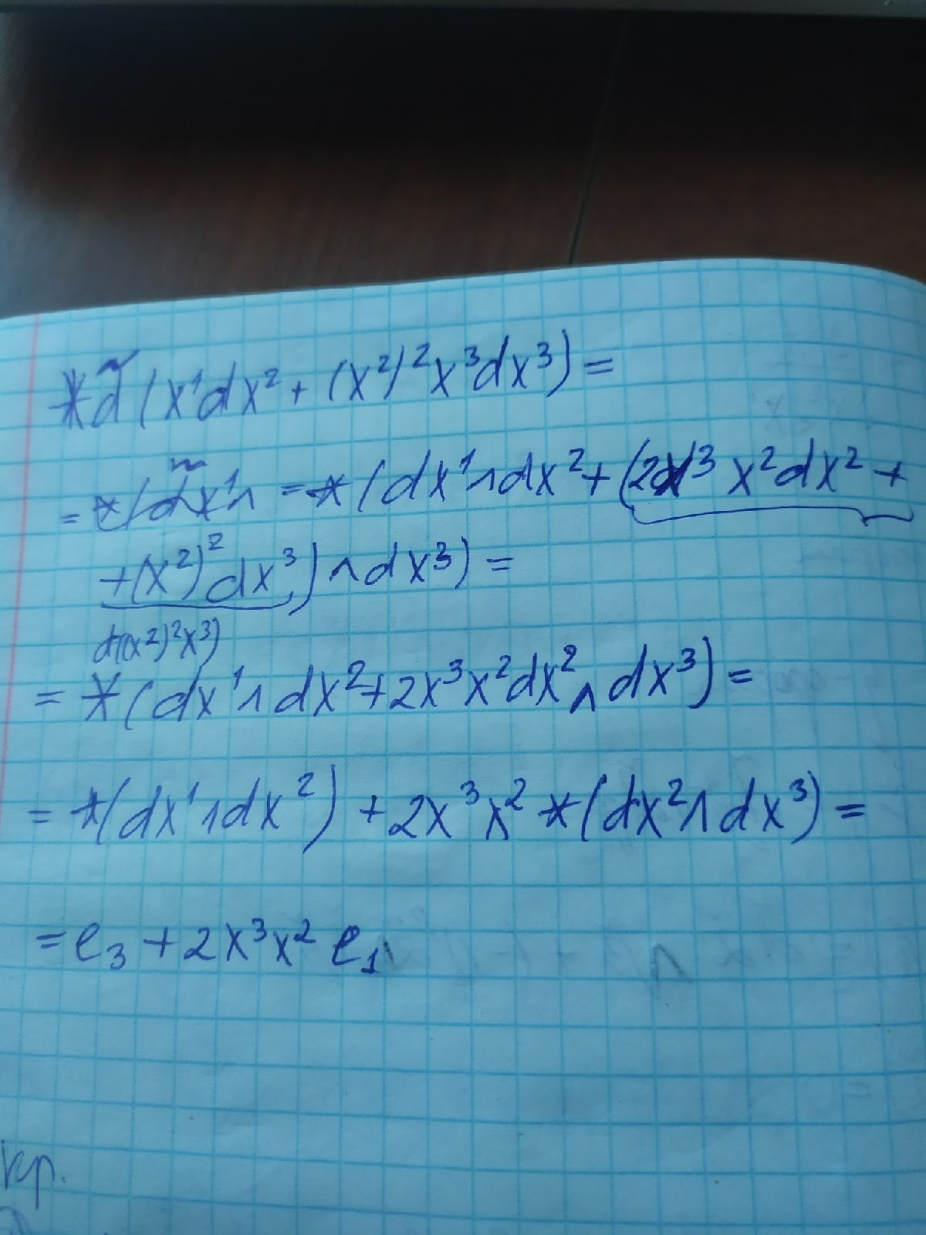 *d̃(x¹dx² + (x²)²x³dx³) =
= = *(dx¹∧dx² + (2x³x²dx² +
+(x²)²dx³)∧dx³) =
d((x²)²x³)
= *(dx¹∧dx²+2x³x²dx²∧dx³) =
= *(dx¹∧dx²) + 2x³x² *(dx²∧dx³) =
= e₃ + 2x³x² e₁